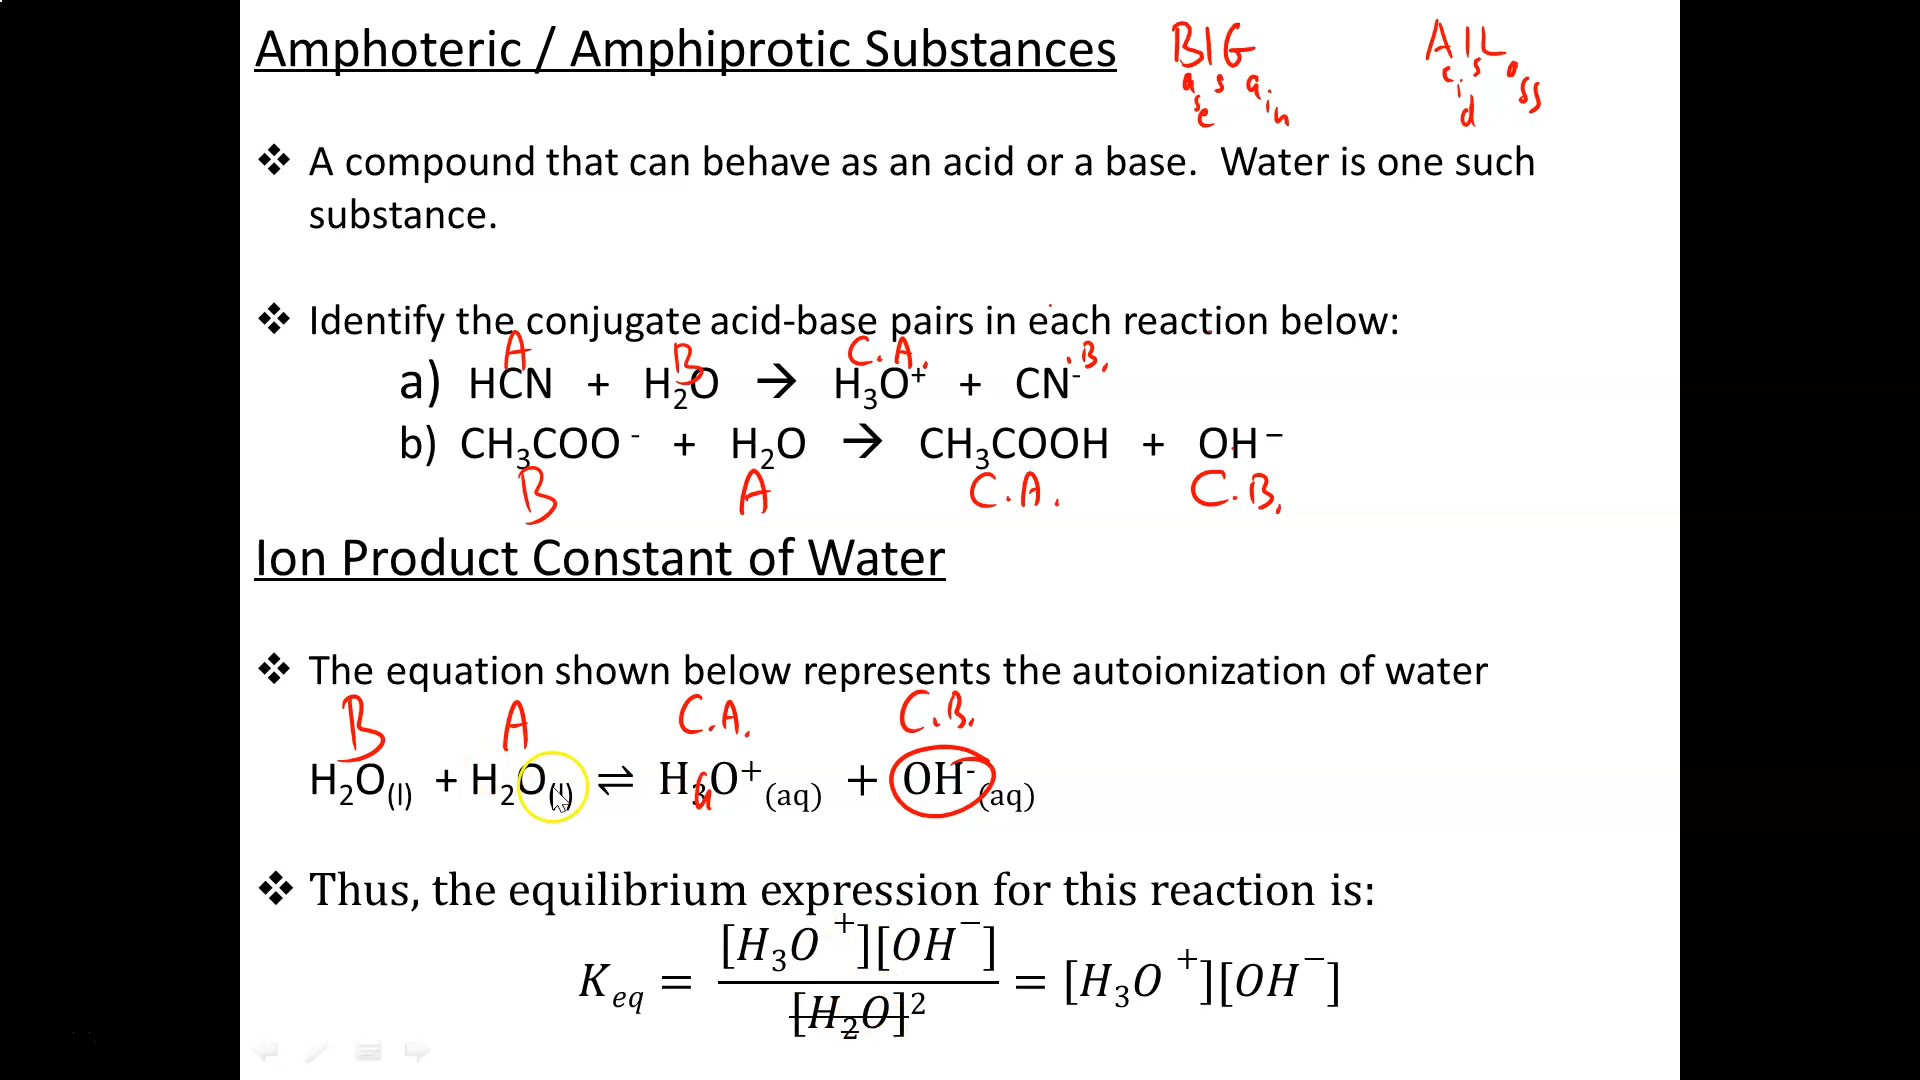 Amphoteric / Amphiprotic Substances BIG AIL
ase s ain cid s oss
❖ A compound that can behave as an acid or a base. Water is one such
substance.
❖ Identify the conjugate acid-base pairs in each reaction below:
A B C.A. .B.
a) HCN + H₂O → H₃O⁺ + CN⁻
b) CH₃COO⁻ + H₂O → CH₃COOH + OH⁻
B A C.A. C.B.
Ion Product Constant of Water
❖ The equation shown below represents the autoionization of water
B A C.A. C.B.
H₂O(l) + H₂O(l) ⇌ H₃O⁺(aq) + OH⁻(aq)
❖ Thus, the equilibrium expression for this reaction is:
Keq = [H₃O⁺][OH⁻] / [H₂O]² = [H₃O⁺][OH⁻]